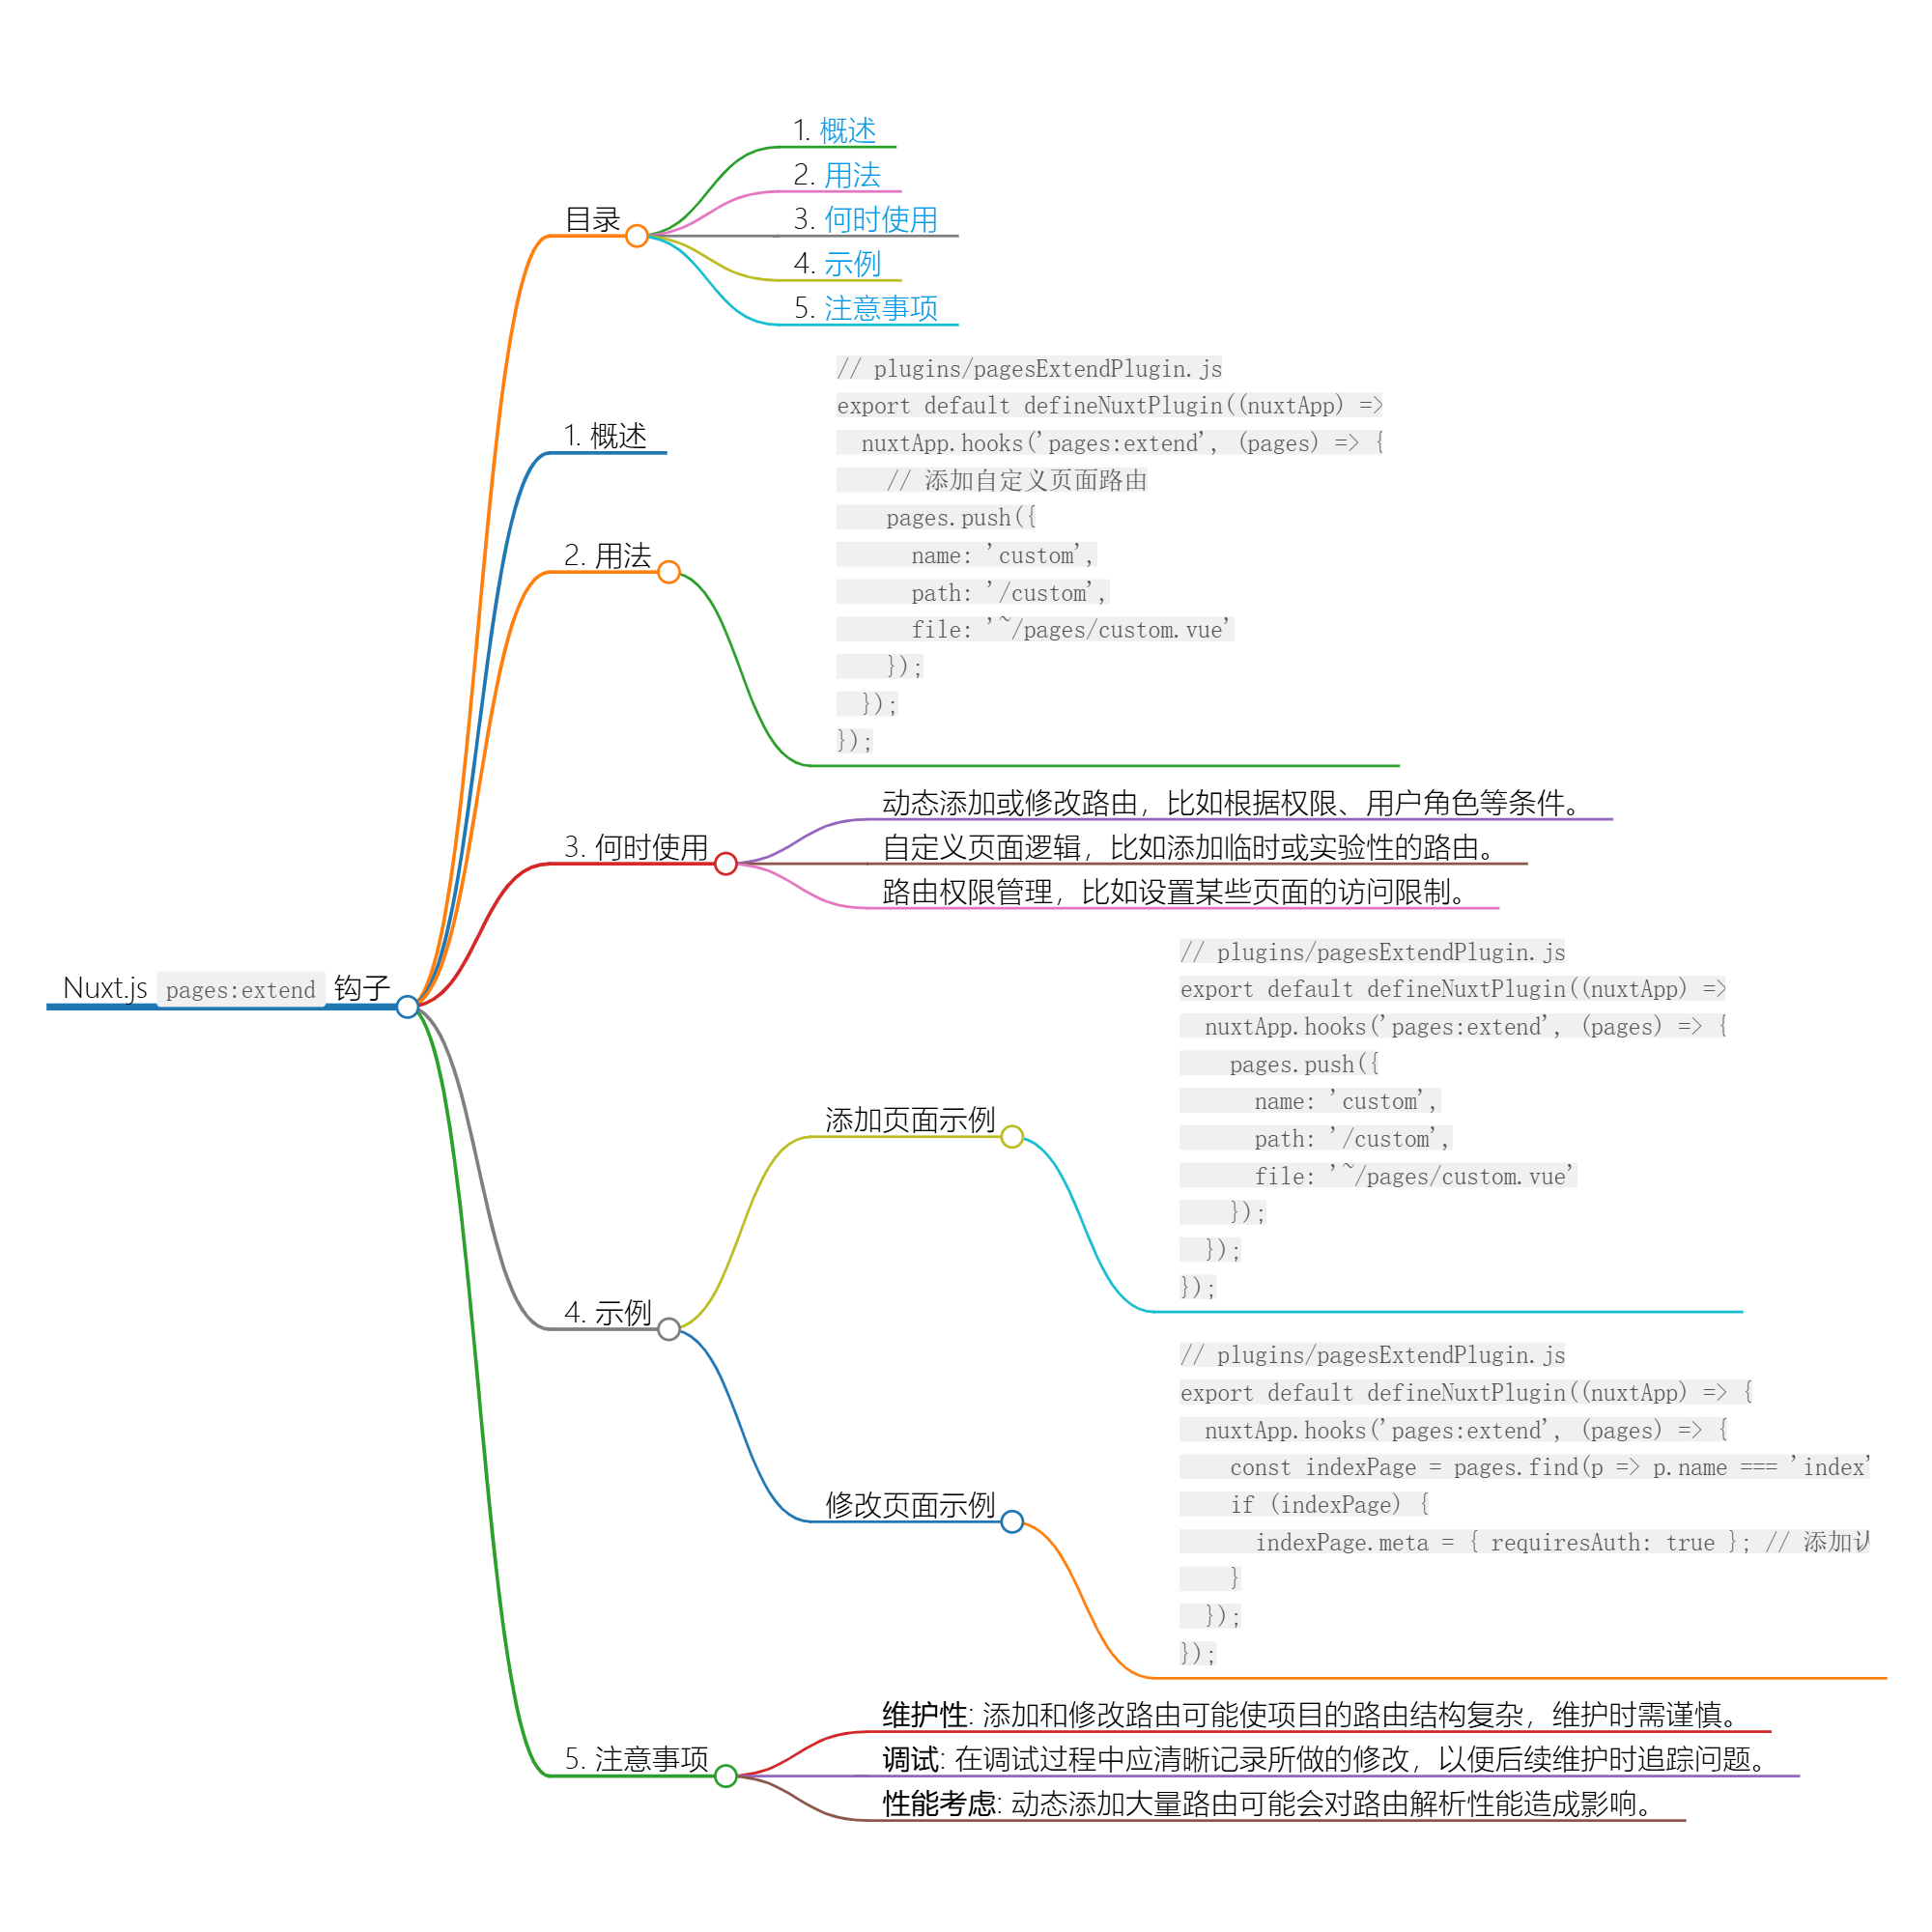 Nuxt.js pages:extend 钩子
目录
1. 概述
2. 用法
3. 何时使用
4. 示例
5. 注意事项
1. 概述
2. 用法
// plugins/pagesExtendPlugin.js
export default defineNuxtPlugin((nuxtApp) =>
  nuxtApp.hooks('pages:extend', (pages) => {
    // 添加自定义页面路由
    pages.push({
      name: 'custom',
      path: '/custom',
      file: '~/pages/custom.vue'
    });
  });
});
3. 何时使用
动态添加或修改路由，比如根据权限、用户角色等条件。
自定义页面逻辑，比如添加临时或实验性的路由。
路由权限管理，比如设置某些页面的访问限制。
4. 示例
添加页面示例
// plugins/pagesExtendPlugin.js
export default defineNuxtPlugin((nuxtApp) =>
  nuxtApp.hooks('pages:extend', (pages) => {
    pages.push({
      name: 'custom',
      path: '/custom',
      file: '~/pages/custom.vue'
    });
  });
});
修改页面示例
// plugins/pagesExtendPlugin.js
export default defineNuxtPlugin((nuxtApp) => {
  nuxtApp.hooks('pages:extend', (pages) => {
    const indexPage = pages.find(p => p.name === 'index'
    if (indexPage) {
      indexPage.meta = { requiresAuth: true }; // 添加
    }
  });
});
5. 注意事项
维护性: 添加和修改路由可能使项目的路由结构复杂，维护时需谨慎。
调试: 在调试过程中应清晰记录所做的修改，以便后续维护时追踪问题。
性能考虑: 动态添加大量路由可能会对路由解析性能造成影响。